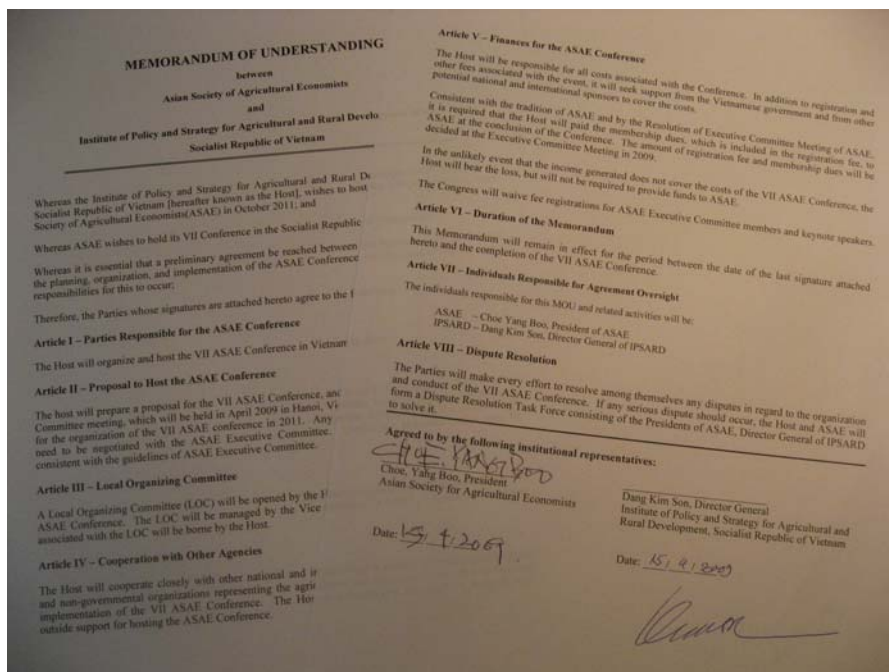 MEMORANDUM OF UNDERSTANDING
between
Asian Society of Agricultural Economists
and
Institute of Policy and Strategy for Agricultural and Rural Develo
Socialist Republic of Vietnam
Whereas the Institute of Policy and Strategy for Agricultural and Rural De
Socialist Republic of Vietnam [hereafter known as the Host], wishes to host
Society of Agricultural Economists(ASAE) in October 2011; and
Whereas ASAE wishes to hold its VII Conference in the Socialist Republic
Whereas it is essential that a preliminary agreement be reached between
the planning, organization, and implementation of the ASAE Conference
responsibilities for this to occur;
Therefore, the Parties whose signatures are attached hereto agree to the f
Article I – Parties Responsible for the ASAE Conference
The Host will organize and host the VII ASAE Conference in Vietnam
Article II – Proposal to Host the ASAE Conference
The host will prepare a proposal for the VII ASAE Conference, and
Committee meeting, which will be held in April 2009 in Hanoi, Vi
for the organization of the VII ASAE conference in 2011. Any
need to be negotiated with the ASAE Executive Committee.
consistent with the guidelines of ASAE Executive Committee.
Article III – Local Organizing Committee
A Local Organizing Committee (LOC) will be opened by the H
ASAE Conference. The LOC will be managed by the Vice
associated with the LOC will be borne by the Host.
Article IV – Cooperation with Other Agencies
The Host will cooperate closely with other national and in
and non-governmental organizations representing the agric
implementation of the VII ASAE Conference. The Hos
outside support for hosting the ASAE Conference.
Article V – Finances for the ASAE Conference
The Host will be responsible for all costs associated with the Conference. In addition to registration and
other fees associated with the event, it will seek support from the Vietnamese government and from other
potential national and international sponsors to cover the costs.
Consistent with the tradition of ASAE and by the Resolution of Executive Committee Meeting of ASAE,
it is required that the Host will paid the membership dues, which is included in the registration fee, to
ASAE at the conclusion of the Conference. The amount of registration fee and membership dues will be
decided at the Executive Committee Meeting in 2009.
In the unlikely event that the income generated does not cover the costs of the VII ASAE Conference, the
Host will bear the loss, but will not be required to provide funds to ASAE.
The Congress will waive fee registrations for ASAE Executive Committee members and keynote speakers.
Article VI – Duration of the Memorandum
This Memorandum will remain in effect for the period between the date of the last signature attached
hereto and the completion of the VII ASAE Conference.
Article VII – Individuals Responsible for Agreement Oversight
The individuals responsible for this MOU and related activities will be:
ASAE – Choe Yang Boo, President of ASAE
IPSARD – Dang Kim Son, Director General of IPSARD
Article VIII – Dispute Resolution
The Parties will make every effort to resolve among themselves any disputes in regard to the organization
and conduct of the VII ASAE Conference. If any serious dispute should occur, the Host and ASAE will
form a Dispute Resolution Task Force consisting of the Presidents of ASAE, Director General of IPSARD
to solve it.
Agreed to by the following institutional representatives:
CHOE, YANG BOO
Choe, Yang Boo, President
Asian Society for Agricultural Economists
Date: 15, 4, 2009
Dang Kim Son, Director General
Institute of Policy and Strategy for Agricultural and
Rural Development, Socialist Republic of Vietnam
Date: 15, 4, 2009